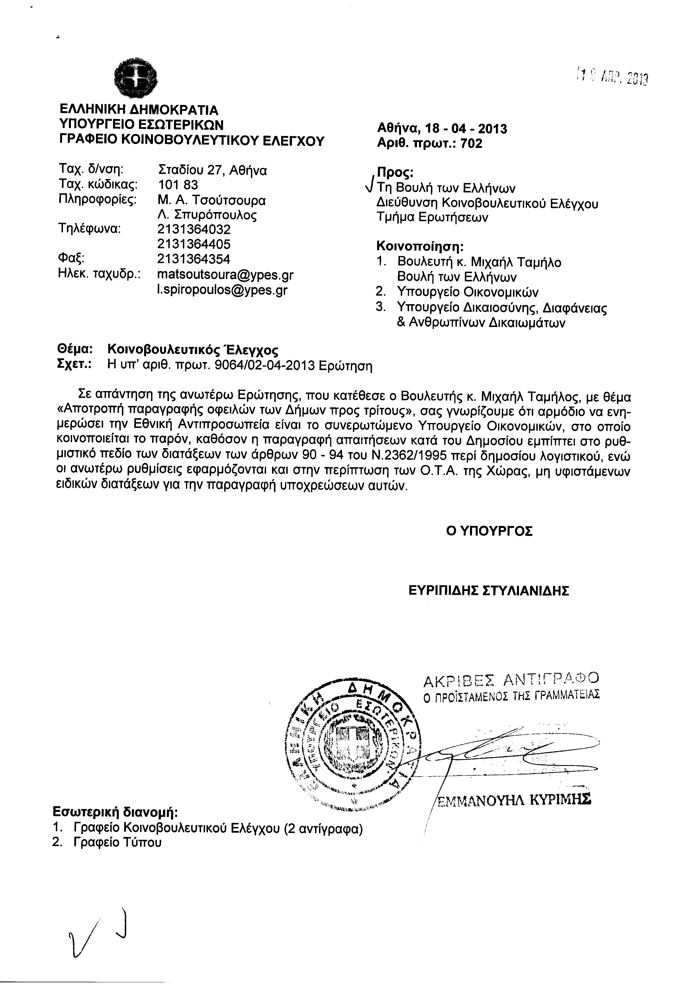 ΑΠΡ. 2013
ΕΛΛΗΝΙΚΗ ΔΗΜΟΚΡΑΤΙΑ
ΥΠΟΥΡΓΕΙΟ ΕΣΩΤΕΡΙΚΩΝ
ΓΡΑΦΕΙΟ ΚΟΙΝΟΒΟΥΛΕΥΤΙΚΟΥ ΕΛΕΓΧΟΥ
Ταχ. δ/νση: Σταδίου 27, Αθήνα
Ταχ. κώδικας: 101 83
Πληροφορίες: Μ. Α. Τσούτσουρα
Λ. Σπυρόπουλος
Τηλέφωνα: 2131364032
2131364405
Φαξ: 2131364354
Ηλεκ. ταχυδρ.: matsoutsoura@ypes.gr
l.spiropoulos@ypes.gr
Αθήνα, 18 - 04 - 2013
Αριθ. πρωτ.: 702
Προς:
Τη Βουλή των Ελλήνων
Διεύθυνση Κοινοβουλευτικού Ελέγχου
Τμήμα Ερωτήσεων
Κοινοποίηση:
1. Βουλευτή κ. Μιχαήλ Ταμήλο
Βουλή των Ελλήνων
2. Υπουργείο Οικονομικών
3. Υπουργείο Δικαιοσύνης, Διαφάνειας
& Ανθρωπίνων Δικαιωμάτων
Θέμα: Κοινοβουλευτικός Έλεγχος
Σχετ.: Η υπ' αριθ. πρωτ. 9064/02-04-2013 Ερώτηση
Σε απάντηση της ανωτέρω Ερώτησης, που κατέθεσε ο Βουλευτής κ. Μιχαήλ Ταμήλος, με θέμα
«Αποτροπή παραγραφής οφειλών των Δήμων προς τρίτους», σας γνωρίζουμε ότι αρμόδιο να ενη-
μερώσει την Εθνική Αντιπροσωπεία είναι το συνερωτώμενο Υπουργείο Οικονομικών, στο οποίο
κοινοποιείται το παρόν, καθόσον η παραγραφή απαιτήσεων κατά του Δημοσίου εμπίπτει στο ρυθ-
μιστικό πεδίο των διατάξεων των άρθρων 90 - 94 του Ν.2362/1995 περί δημοσίου λογιστικού, ενώ
οι ανωτέρω ρυθμίσεις εφαρμόζονται και στην περίπτωση των Ο.Τ.Α. της Χώρας, μη υφιστάμενων
ειδικών διατάξεων για την παραγραφή υποχρεώσεων αυτών.
Ο ΥΠΟΥΡΓΟΣ
ΕΥΡΙΠΙΔΗΣ ΣΤΥΛΙΑΝΙΔΗΣ
ΑΚΡΙΒΕΣ ΑΝΤΙΓΡΑΦΟ
Ο ΠΡΟΪΣΤΑΜΕΝΟΣ ΤΗΣ ΓΡΑΜΜΑΤΕΙΑΣ
ΕΛΛΗΝΙΚΗ ΔΗΜΟΚΡΑΤΙΑ
ΥΠΟΥΡΓΕΙΟ ΕΣΩΤΕΡΙΚΩΝ
ΕΜΜΑΝΟΥΗΛ ΚΥΡΙΜΗΣ
Εσωτερική διανομή:
1. Γραφείο Κοινοβουλευτικού Ελέγχου (2 αντίγραφα)
2. Γραφείο Τύπου